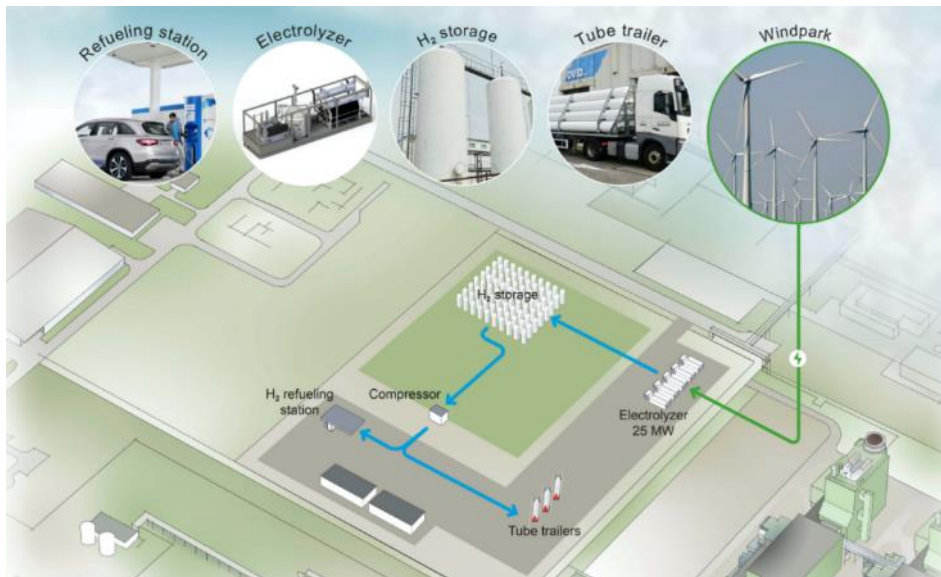 Refueling station
Electrolyzer
H₂ storage
Tube trailer
Windpark
H₂ storage
H₂ refueling
station
Compressor
Electrolyzer
25 MW
Tube trailers